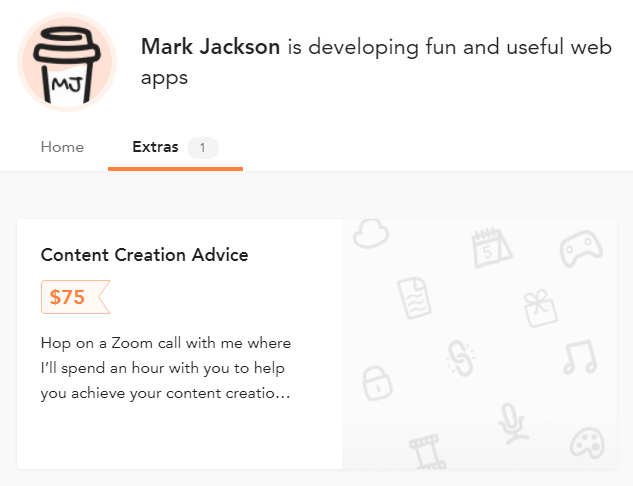 MJ
Mark Jackson is developing fun and useful web
apps
Home
Extras 1
Content Creation Advice
$75
Hop on a Zoom call with me where
I’ll spend an hour with you to help
you achieve your content creatio…
5